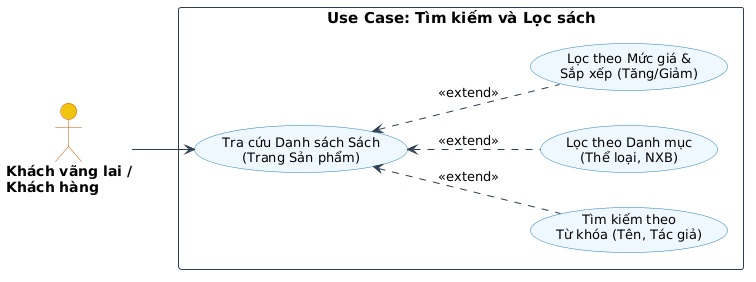 Use Case: Tìm kiếm và Lọc sách
Lọc theo Mức giá &
Sắp xếp (Tăng/Giảm)
«extend»
Tra cứu Danh sách Sách
(Trang Sản phẩm)
«extend»
Lọc theo Danh mục
(Thể loại, NXB)
Khách vãng lai /
Khách hàng
«extend»
Tìm kiếm theo
Từ khóa (Tên, Tác giả)